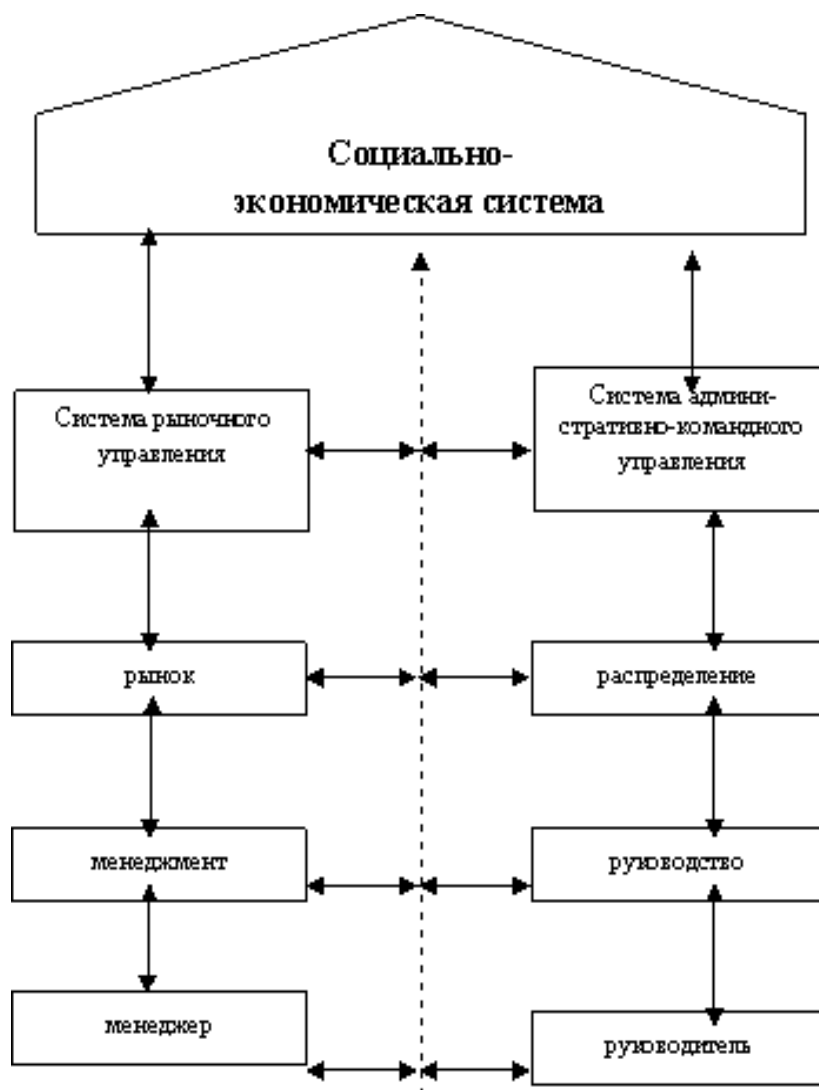 Социально-
экономическая система
Система рыночного
управления
Система админи-
стративно-командного
управления
рынок
распределение
менеджмент
руководство
менеджер
руководитель